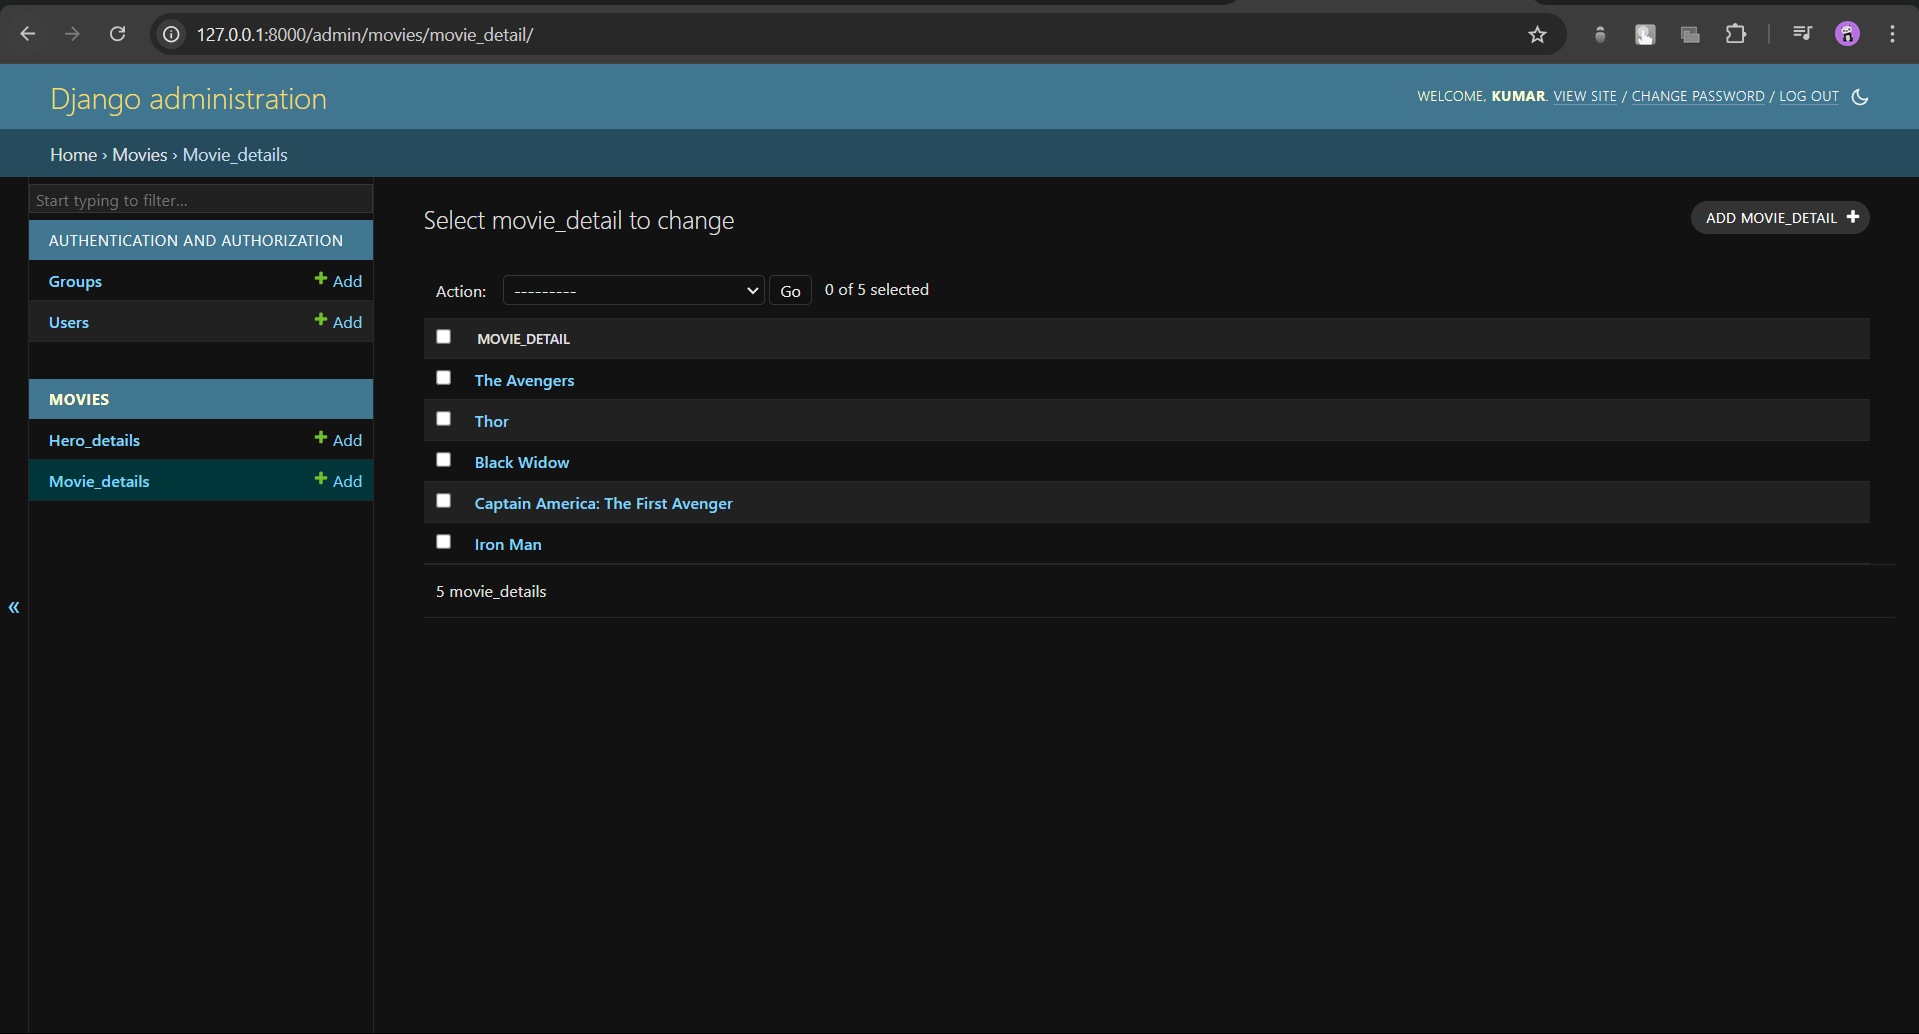 127.0.0.1:8000/admin/movies/movie_detail/
Django administration
WELCOME, KUMAR. VIEW SITE / CHANGE PASSWORD / LOG OUT
Home › Movies › Movie_details
Start typing to filter...
AUTHENTICATION AND AUTHORIZATION
Groups + Add
Users + Add
MOVIES
Hero_details + Add
Movie_details + Add
«
Select movie_detail to change
ADD MOVIE_DETAIL +
Action: --------- Go 0 of 5 selected
MOVIE_DETAIL
The Avengers
Thor
Black Widow
Captain America: The First Avenger
Iron Man
5 movie_details